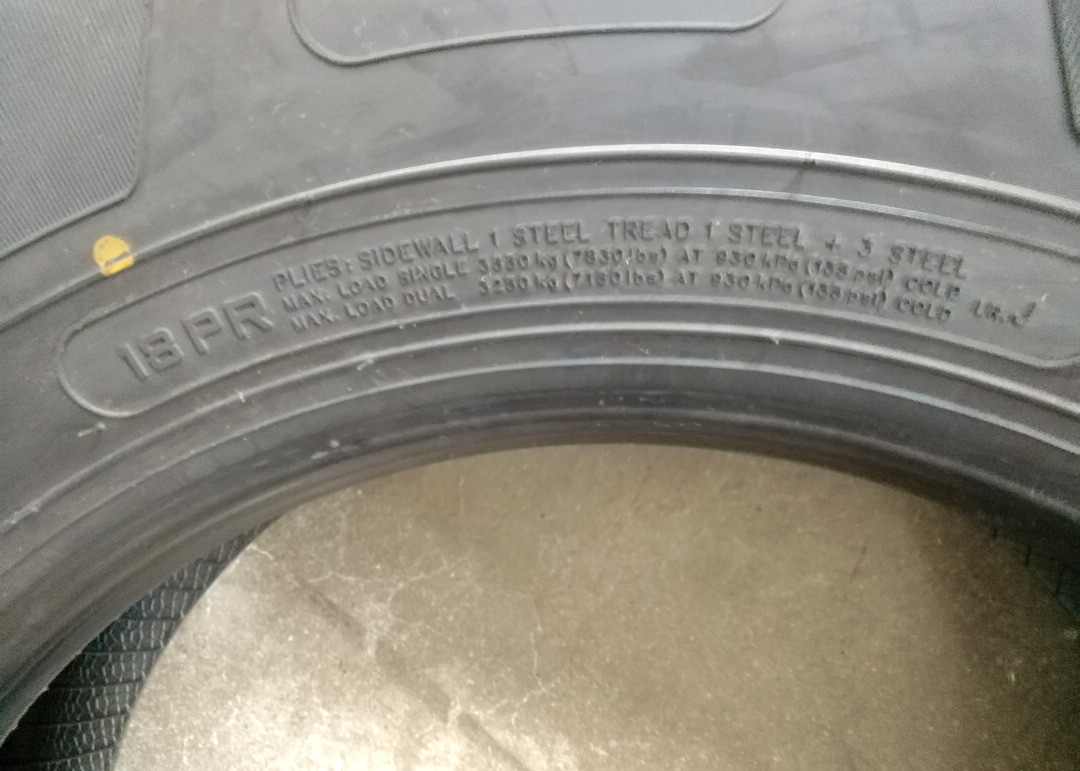 18PR
PLIES: SIDEWALL 1 STEEL TREAD 1 STEEL + 3 STEEL
MAX. LOAD SINGLE 3550 kg (7830 lbs) AT 930 kPa (135 psi) COLD
MAX. LOAD DUAL 3250 kg (7160 lbs) AT 930 kPa (135 psi) COLD